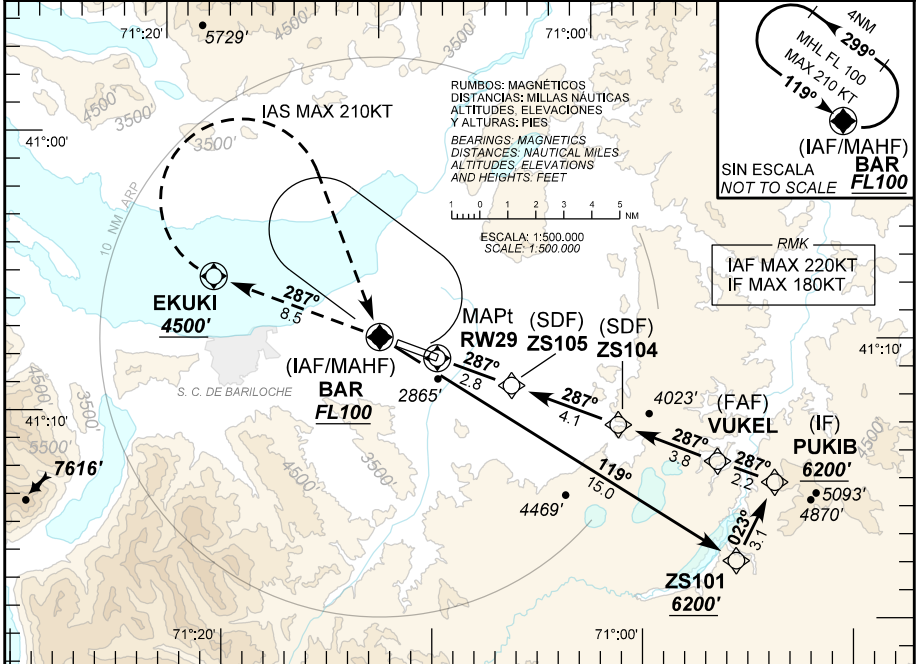 71°:20'
5729'
3500'
71°:00'
4500'
3500'
3500'
IAS MAX 210KT
RUMBOS: MAGNÉTICOS
DISTANCIAS: MILLAS NÁUTICAS
ALTITUDES, ELEVACIONES
Y ALTURAS: PIES
BEARINGS: MAGNETICS
DISTANCES: NAUTICAL MILES
ALTITUDES, ELEVATIONS
AND HEIGHTS: FEET
1 0 1 2 3 4 5 NM
ESCALA: 1:500.000
SCALE: 1:500.000
4NM
299°
MHL FL 100
MAX 210 KT
119°
(IAF/MAHF)
BAR
FL100
SIN ESCALA
NOT TO SCALE
RMK
IAF MAX 220KT
IF MAX 180KT
41°:00'
10 NM ARP
EKUKI
4500'
287°
8.5
(IAF/MAHF)
BAR
FL100
S. C. DE BARILOCHE
MAPt
RW29
2865'
287°
2.8
(SDF)
ZS105
287°
4.1
(SDF)
ZS104
4023'
41°:10'
287°
3.8
(FAF)
VUKEL
287°
2.2
(IF)
PUKIB
6200'
4500'
5093'
4870'
023°
3.1
ZS101
6200'
119°
15.0
4469'
41°:10'
4500'
3500'
5500'
7616'
4500'
3500'
71°:20'
71°:00'